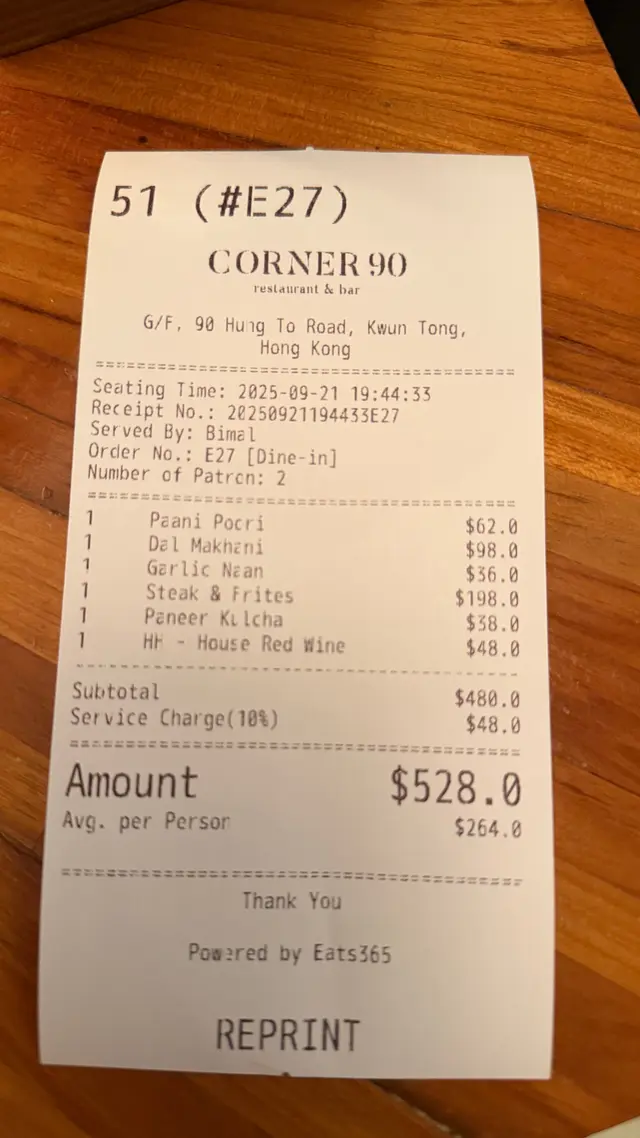 51 (#E27)
CORNER 90
restaurant & bar
G/F, 90 Hung To Road, Kwun Tong,
Hong Kong
Seating Time: 2025-09-21 19:44:33
Receipt No.: 20250921194433E27
Served By: Bimal
Order No.: E27 [Dine-in]
Number of Patron: 2
1 Paani Poori $62.0
1 Dal Makhani $98.0
1 Garlic Naan $36.0
1 Steak & Frites $198.0
1 Paneer Kulcha $38.0
1 HH - House Red Wine $48.0
Subtotal $480.0
Service Charge(10%) $48.0
Amount $528.0
Avg. per Person $264.0
Thank You
Powered by Eats365
REPRINT